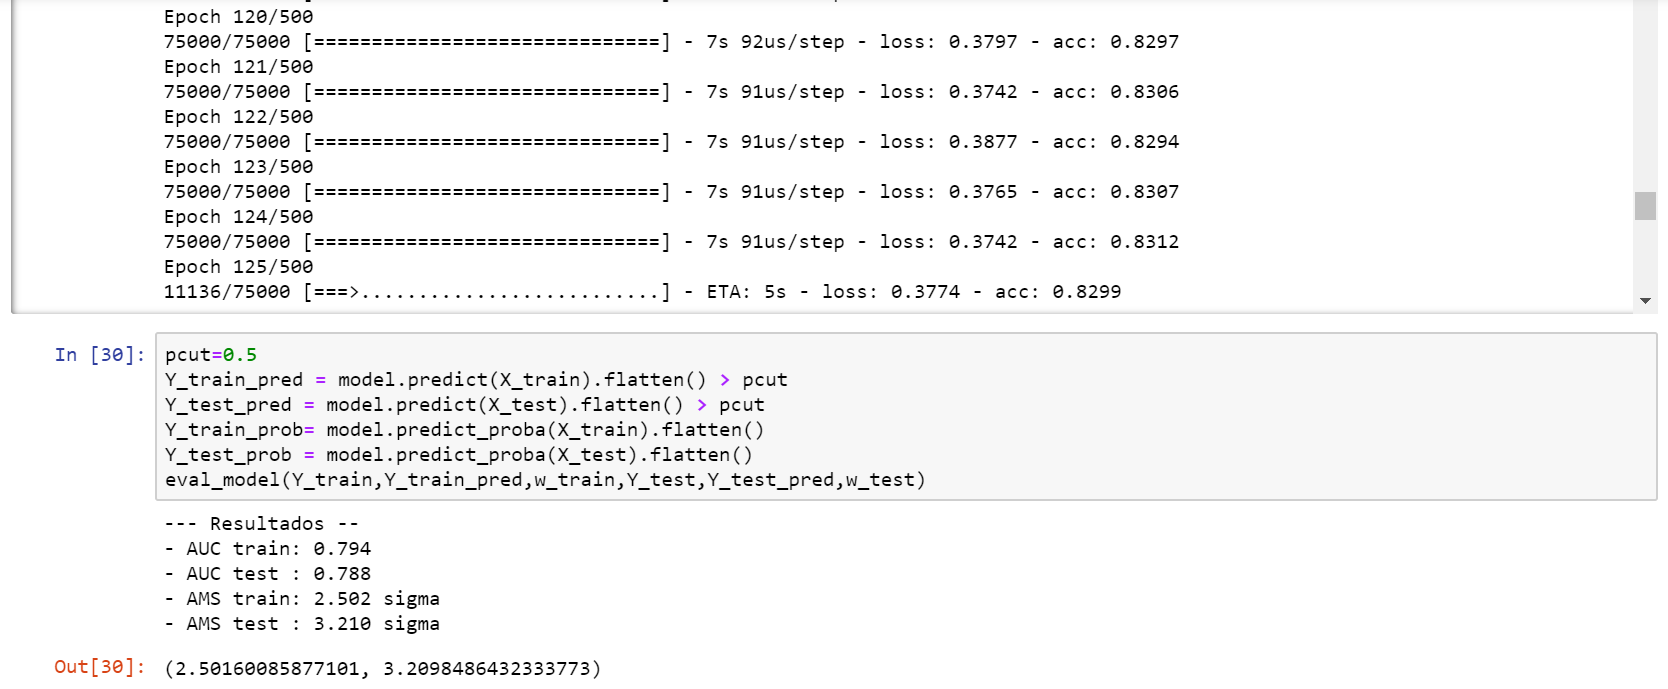 Epoch 120/500
75000/75000 [==============================] - 7s 92us/step - loss: 0.3797 - acc: 0.8297
Epoch 121/500
75000/75000 [==============================] - 7s 91us/step - loss: 0.3742 - acc: 0.8306
Epoch 122/500
75000/75000 [==============================] - 7s 91us/step - loss: 0.3877 - acc: 0.8294
Epoch 123/500
75000/75000 [==============================] - 7s 91us/step - loss: 0.3765 - acc: 0.8307
Epoch 124/500
75000/75000 [==============================] - 7s 91us/step - loss: 0.3742 - acc: 0.8312
Epoch 125/500
11136/75000 [===>..........................] - ETA: 5s - loss: 0.3774 - acc: 0.8299
In [30]: pcut=0.5
Y_train_pred = model.predict(X_train).flatten() > pcut
Y_test_pred = model.predict(X_test).flatten() > pcut
Y_train_prob= model.predict_proba(X_train).flatten()
Y_test_prob = model.predict_proba(X_test).flatten()
eval_model(Y_train,Y_train_pred,w_train,Y_test,Y_test_pred,w_test)
--- Resultados --
- AUC train: 0.794
- AUC test : 0.788
- AMS train: 2.502 sigma
- AMS test : 3.210 sigma
Out[30]: (2.50160085877101, 3.2098486432333773)